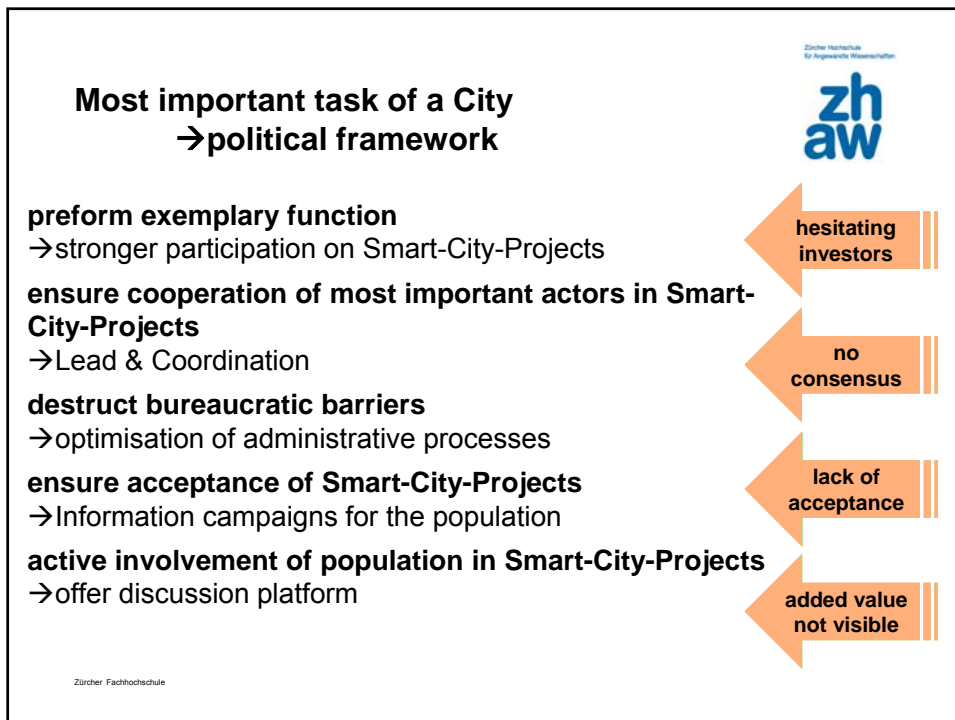 Zürcher Hochschule
für Angewandte Wissenschaften
zh
aw
Most important task of a City
→political framework
preform exemplary function
→stronger participation on Smart-City-Projects
ensure cooperation of most important actors in Smart-
City-Projects
→Lead & Coordination
destruct bureaucratic barriers
→optimisation of administrative processes
ensure acceptance of Smart-City-Projects
→Information campaigns for the population
active involvement of population in Smart-City-Projects
→offer discussion platform
hesitating
investors
no
consensus
lack of
acceptance
added value
not visible
Zürcher Fachhochschule